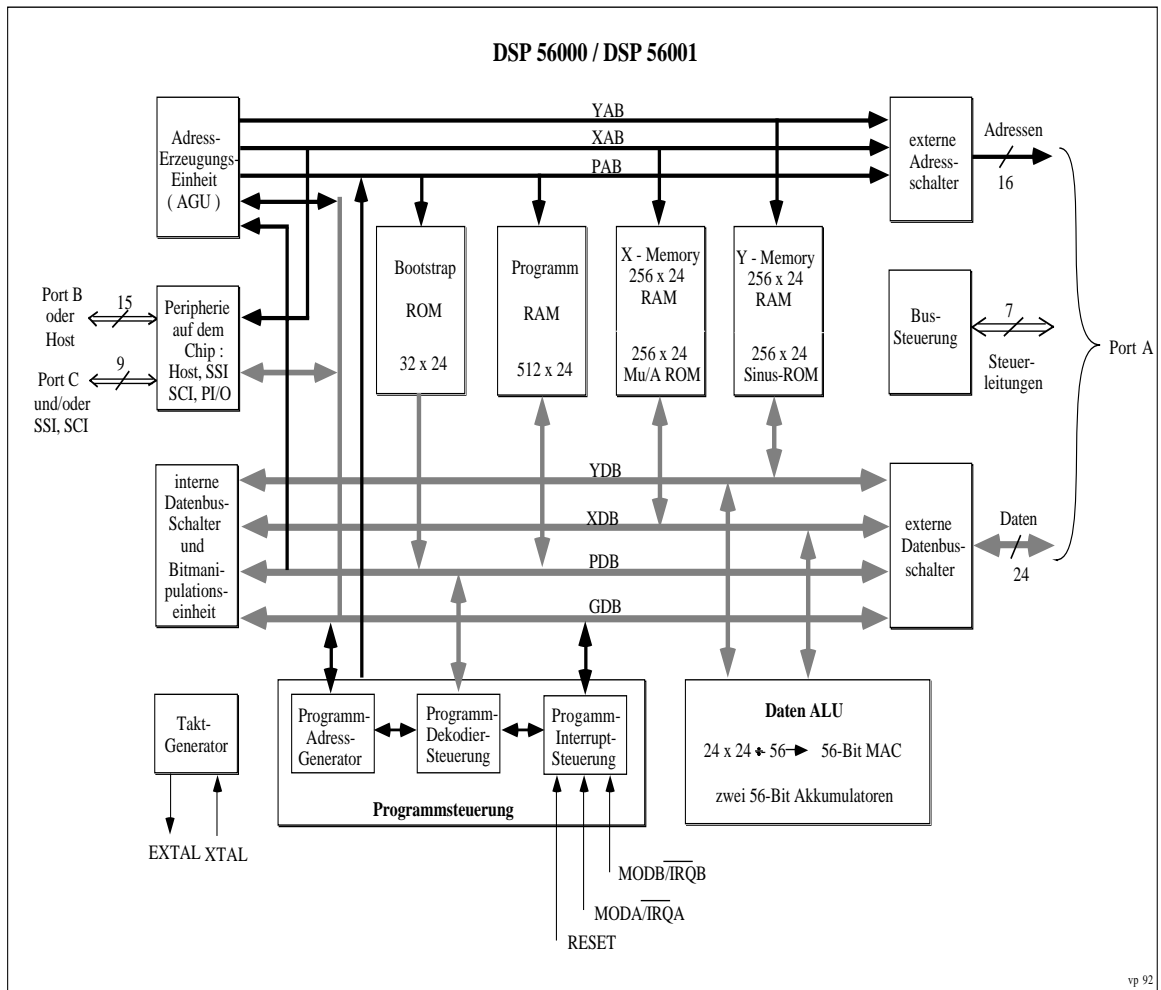 DSP 56000 / DSP 56001
YAB
XAB
PAB
Adress-
Erzeugungs-
Einheit
( AGU )
externe
Adress-
schalter
Adressen
16
Port B
oder
Host
15
Port C
und/oder
SSI, SCI
9
Peripherie
auf dem
Chip :
Host, SSI
SCI, PI/O
Bootstrap
ROM
32 x 24
Programm
RAM
512 x 24
X - Memory
256 x 24
RAM
256 x 24
Mu/A ROM
Y - Memory
256 x 24
RAM
256 x 24
Sinus-ROM
Bus-
Steuerung
7
Steuer-
leitungen
Port A
interne
Datenbus-
Schalter
und
Bitmani-
pulations-
einheit
YDB
XDB
PDB
GDB
externe
Datenbus-
schalter
Daten
24
Takt-
Generator
EXTAL XTAL
Programm-
Adress-
Generator
Programm-
Dekodier-
Steuerung
Progamm-
Interrupt-
Steuerung
Programmsteuerung
Daten ALU
24 x 24 + 56 56-Bit MAC
zwei 56-Bit Akkumulatoren
MODB/IRQB
MODA/IRQA
RESET
vp 92